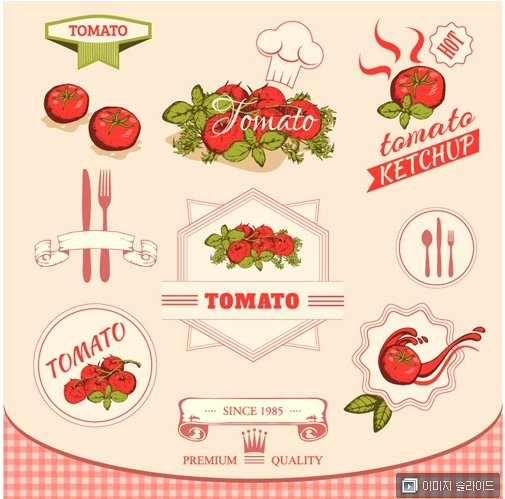 TOMATO
HOT
Tomato
tomato
KETCHUP
TOMATO
TOMATO
SINCE 1985
PREMIUM QUALITY
이미지 슬라이드